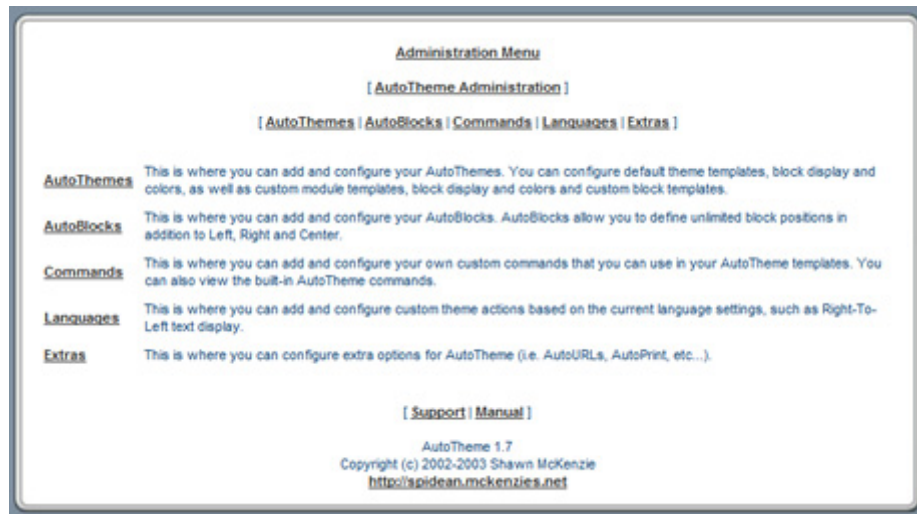 Administration Menu
[ AutoTheme Administration ]
[ AutoThemes | AutoBlocks | Commands | Languages | Extras ]
AutoThemes This is where you can add and configure your AutoThemes. You can configure default theme templates, block display and
colors, as well as custom module templates, block display and colors and custom block templates.
AutoBlocks This is where you can add and configure your AutoBlocks. AutoBlocks allow you to define unlimited block positions in
addition to Left, Right and Center.
Commands This is where you can add and configure your own custom commands that you can use in your AutoTheme templates. You
can also view the built-in AutoTheme commands.
Languages This is where you can add and configure custom theme actions based on the current language settings, such as Right-To-
Left text display.
Extras This is where you can configure extra options for AutoTheme (i.e. AutoURLs, AutoPrint, etc...).
[ Support | Manual ]
AutoTheme 1.7
Copyright (c) 2002-2003 Shawn McKenzie
http://spidean.mckenzies.net